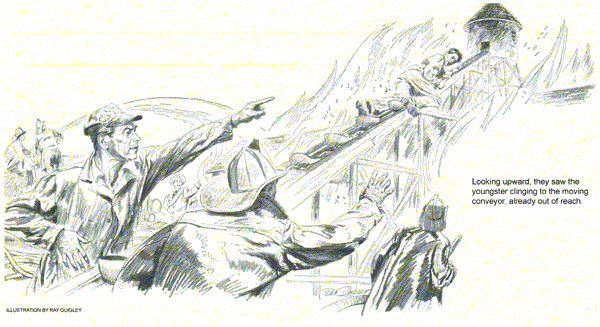 Looking upward, they saw the
youngster clinging to the moving
conveyor, already out of reach.
ILLUSTRATION BY RAY QUIGLEY